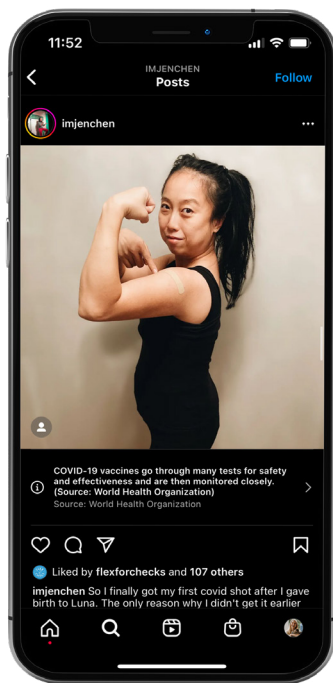 11:52
IMJENCHEN
Posts
Follow
imjenchen
COVID-19 vaccines go through many tests for safety
and effectiveness and are then monitored closely.
(Source: World Health Organization)
Source: World Health Organization
Liked by flexforchecks and 107 others
imjenchen So I finally got my first covid shot after I gave
birth to Luna. The only reason why I didn't get it earlier